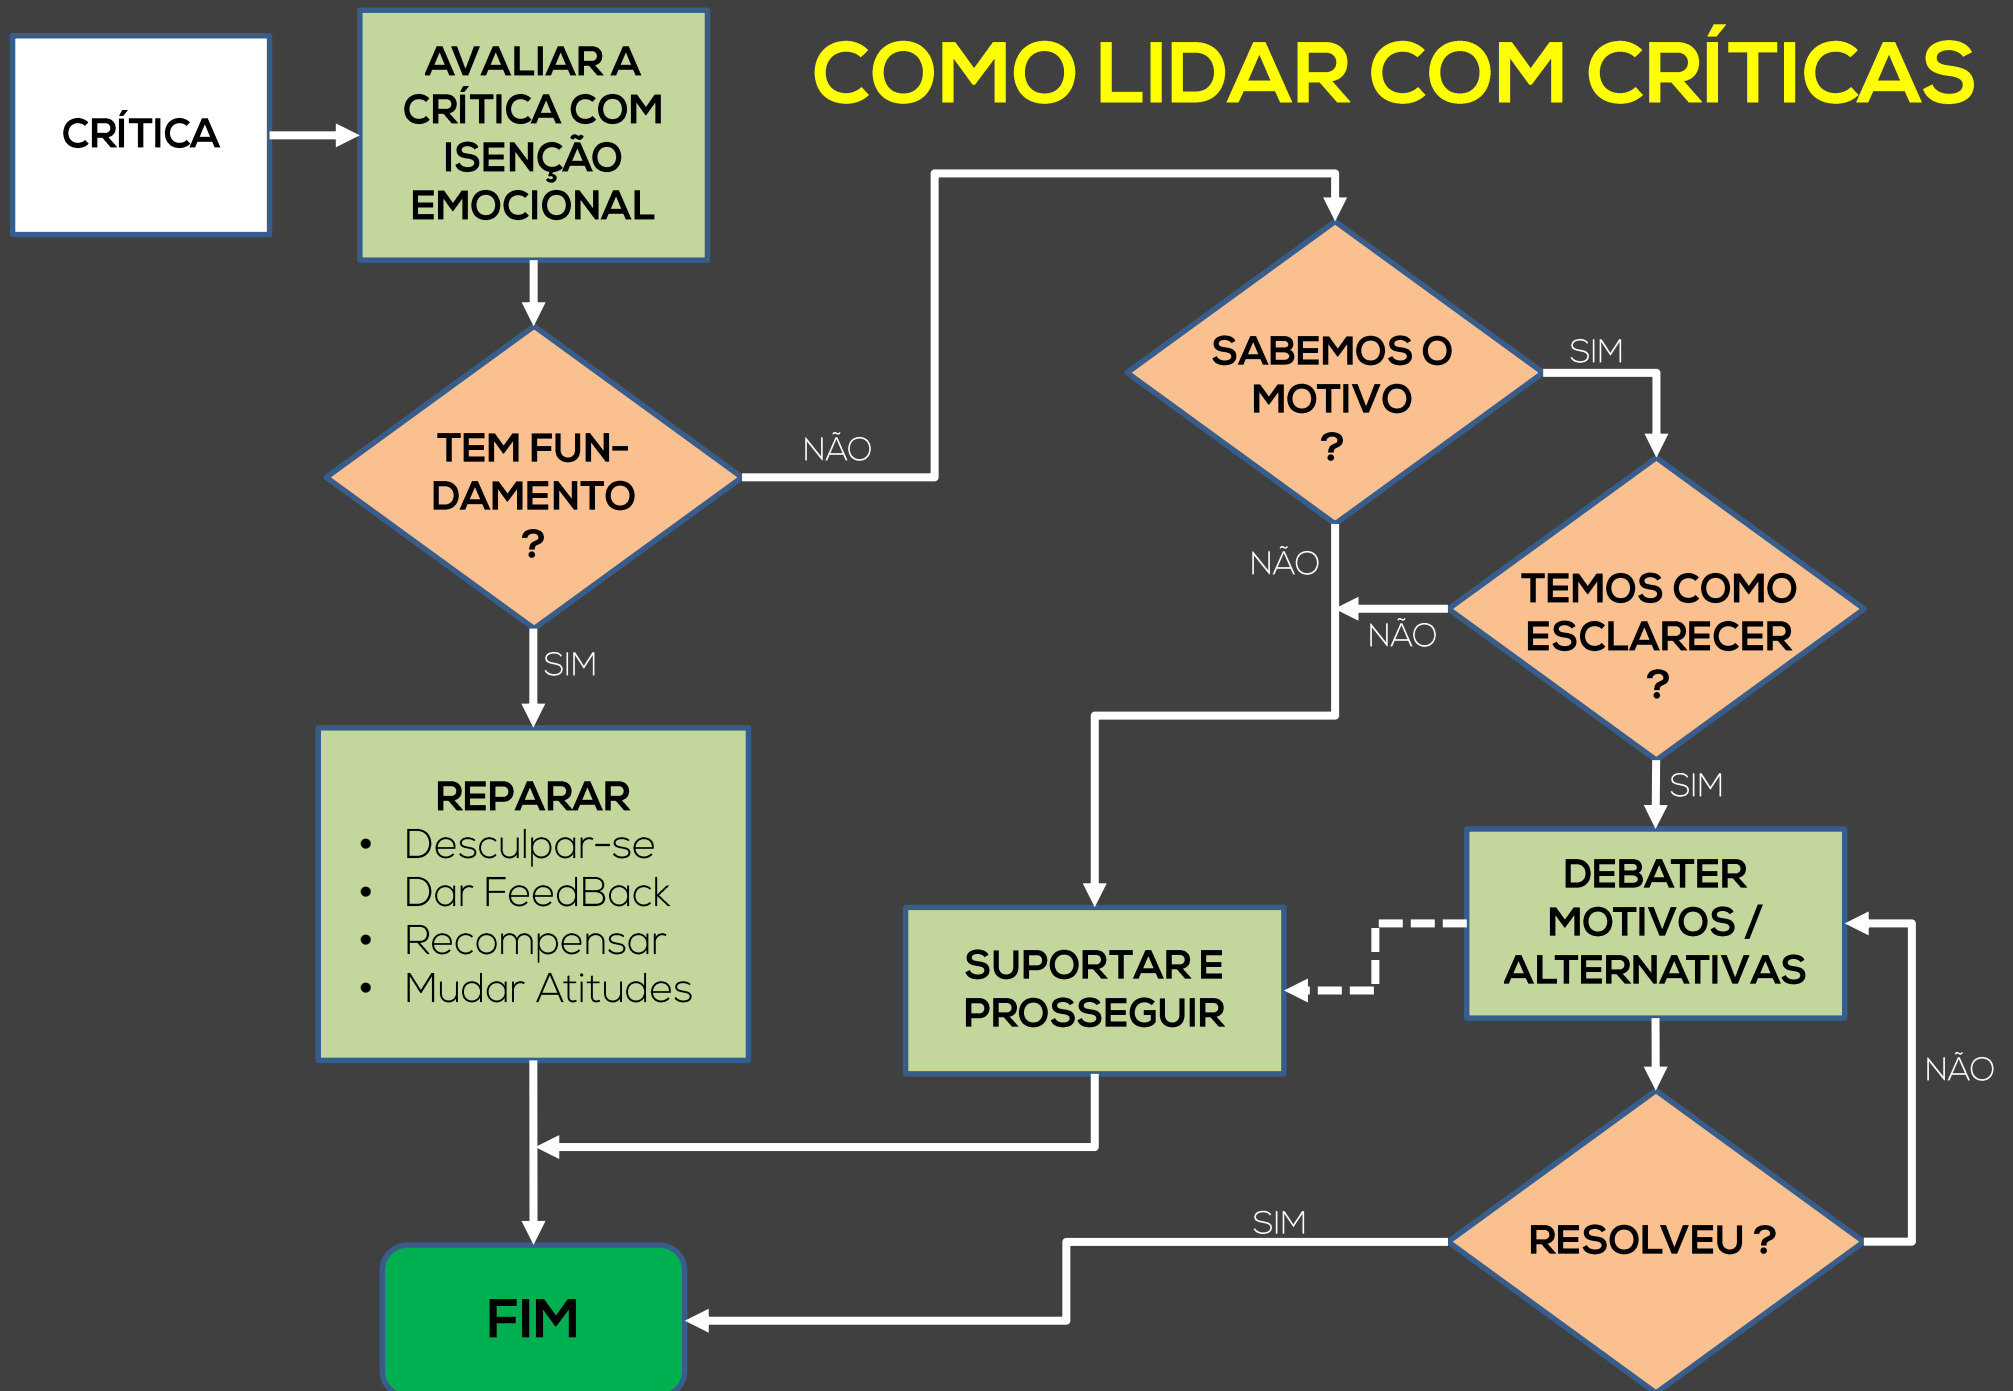 COMO LIDAR COM CRÍTICAS
CRÍTICA
AVALIAR A
CRÍTICA COM
ISENÇÃO
EMOCIONAL
TEM FUN-
DAMENTO
?
NÃO
SIM
SABEMOS O
MOTIVO
?
SIM
NÃO
TEMOS COMO
ESCLARECER
?
NÃO
SIM
REPARAR
• Desculpar-se
• Dar FeedBack
• Recompensar
• Mudar Atitudes
SUPORTAR E
PROSSEGUIR
DEBATER
MOTIVOS /
ALTERNATIVAS
NÃO
RESOLVEU ?
SIM
FIM